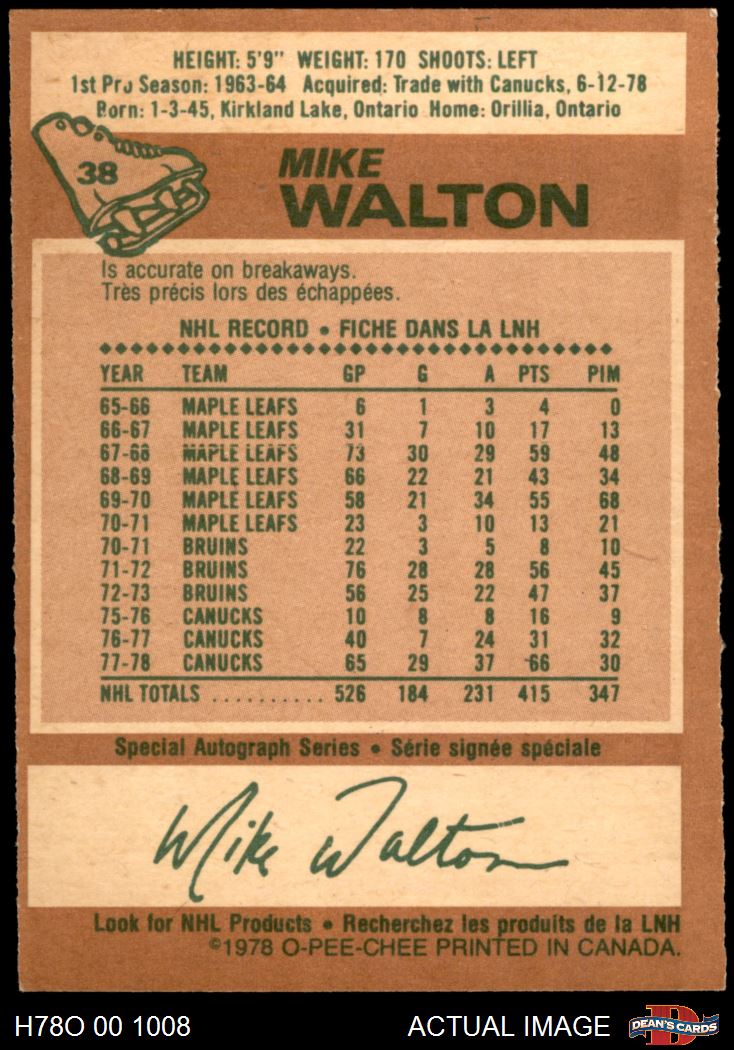 HEIGHT: 5'9" WEIGHT: 170 SHOOTS: LEFT
1st Pro Season: 1963-64 Acquired: Trade with Canucks, 6-12-78
Born: 1-3-45, Kirkland Lake, Ontario Home: Orillia, Ontario
38
MIKE
WALTON
Is accurate on breakaways.
Très précis lors des échappées.
NHL RECORD • FICHE DANS LA LNH
YEAR TEAM GP G A PTS PIM
65-66 MAPLE LEAFS 6 1 3 4 0
66-67 MAPLE LEAFS 31 7 10 17 13
67-68 MAPLE LEAFS 73 30 29 59 48
68-69 MAPLE LEAFS 66 22 21 43 34
69-70 MAPLE LEAFS 58 21 34 55 68
70-71 MAPLE LEAFS 23 3 10 13 21
70-71 BRUINS 22 3 5 8 10
71-72 BRUINS 76 28 28 56 45
72-73 BRUINS 56 25 22 47 37
75-76 CANUCKS 10 8 8 16 9
76-77 CANUCKS 40 7 24 31 32
77-78 CANUCKS 65 29 37 66 30
NHL TOTALS .......... 526 184 231 415 347
Special Autograph Series • Série signée spéciale
Mike Walton
Look for NHL Products • Recherchez les produits de la LNH
©1978 O-PEE-CHEE PRINTED IN CANADA.
H78O 00 1008 ACTUAL IMAGE D DEAN'S CARDS